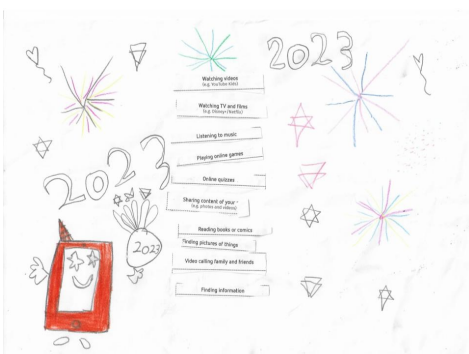 2023
Watching videos
(e.g. YouTube kids)
Watching TV and films
(e.g. Disney+/Netflix)
Listening to music
Playing online games
Online quizzes
2023
Sharing content of your
(e.g. photos and videos)
Reading books or comics
2023
Finding pictures of things
Video calling family and friends
Finding information